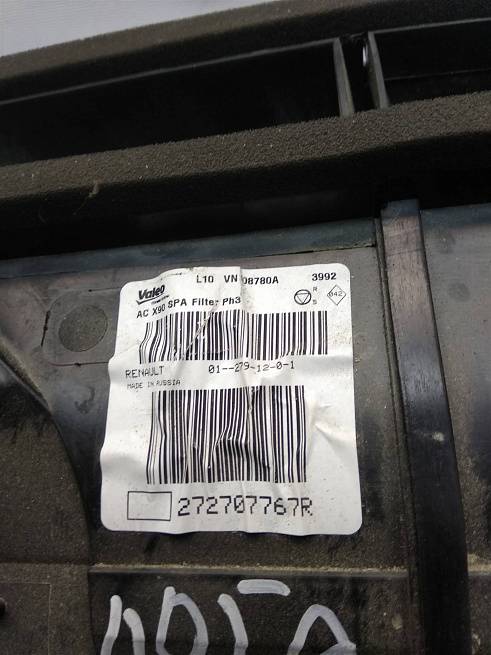 L10 VN 08780A 3992
Valeo
AC X90 SPA Filter Ph3
R
S
842
RENAULT 01--279-12-0-1
MADE IN RUSSIA
272707767R